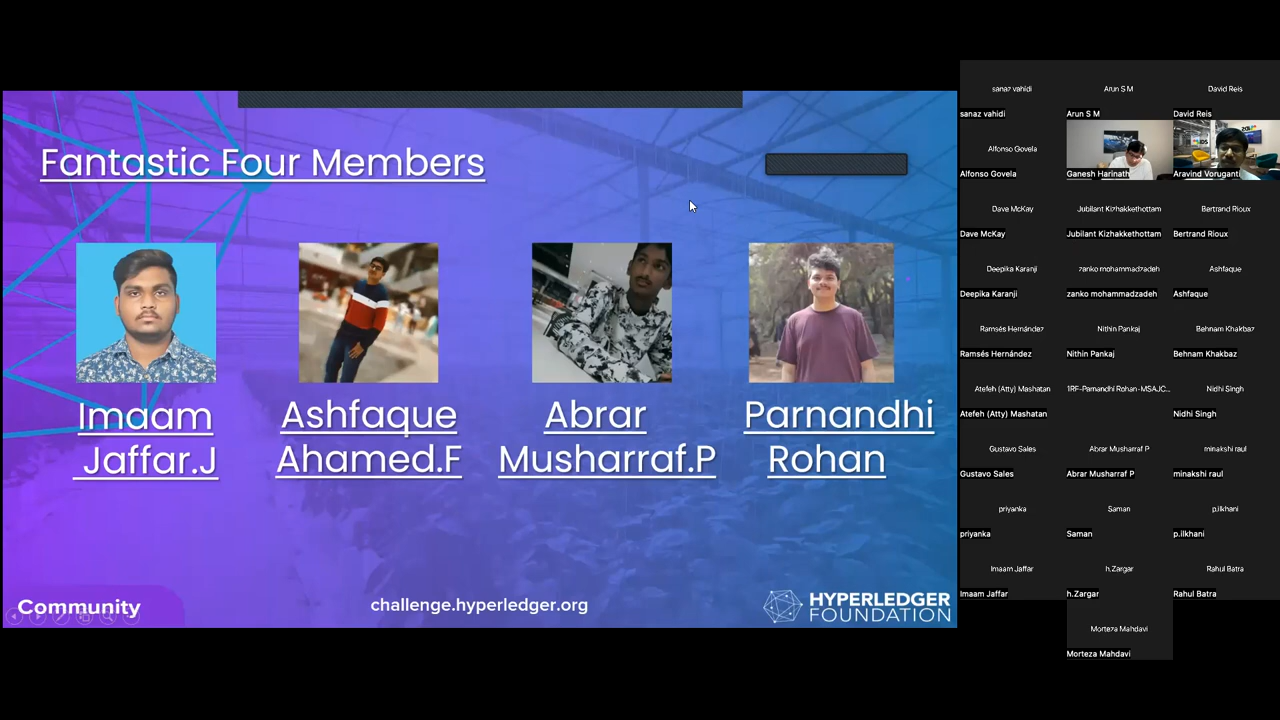 Fantastic Four Members
Imaam
Jaffar.J
Ashfaque
Ahamed.F
Abrar
Musharraf.P
Parnandhi
Rohan
Community
challenge.hyperledger.org
HYPERLEDGER
FOUNDATION
sanaz vahidi
Arun S M
David Reis
sanaz vahidi
Arun S M
David Reis
Alfonso Govela
Alfonso Govela
Ganesh Harinath
Aravind Voruganti
Dave McKay
Jubilant Kizhakkethottam
Bertrand Rioux
Dave McKay
Jubilant Kizhakkethottam
Bertrand Rioux
Deepika Karanji
zanko mohammadzadeh
Ashfaque
Deepika Karanji
zanko mohammadzadeh
Ashfaque
Ramsés Hernández
Nithin Pankaj
Behnam Khakbaz
Ramsés Hernández
Nithin Pankaj
Behnam Khakbaz
Atefeh (Atty) Mashatan
1RF-Parnandhi Rohan-MSAJC...
Nidhi Singh
Atefeh (Atty) Mashatan
Nidhi Singh
Gustavo Sales
Abrar Musharraf P
minakshi raul
Gustavo Sales
Abrar Musharraf P
minakshi raul
priyanka
Saman
p.ilkhani
priyanka
Saman
p.ilkhani
Imaam Jaffar
h.Zargar
Rahul Batra
Imaam Jaffar
h.Zargar
Rahul Batra
Morteza Mahdavi
Morteza Mahdavi